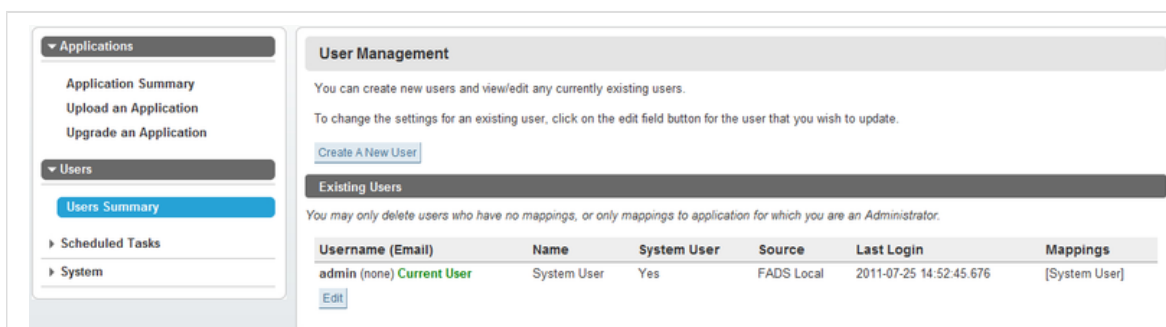 Applications
Application Summary
Upload an Application
Upgrade an Application
Users
Users Summary
Scheduled Tasks
System
User Management
You can create new users and view/edit any currently existing users.
To change the settings for an existing user, click on the edit field button for the user that you wish to update.
Create A New User
Existing Users
You may only delete users who have no mappings, or only mappings to application for which you are an Administrator.
Username (Email) Name System User Source Last Login Mappings
admin (none) Current User System User Yes FADS Local 2011-07-25 14:52:45.676 [System User]
Edit